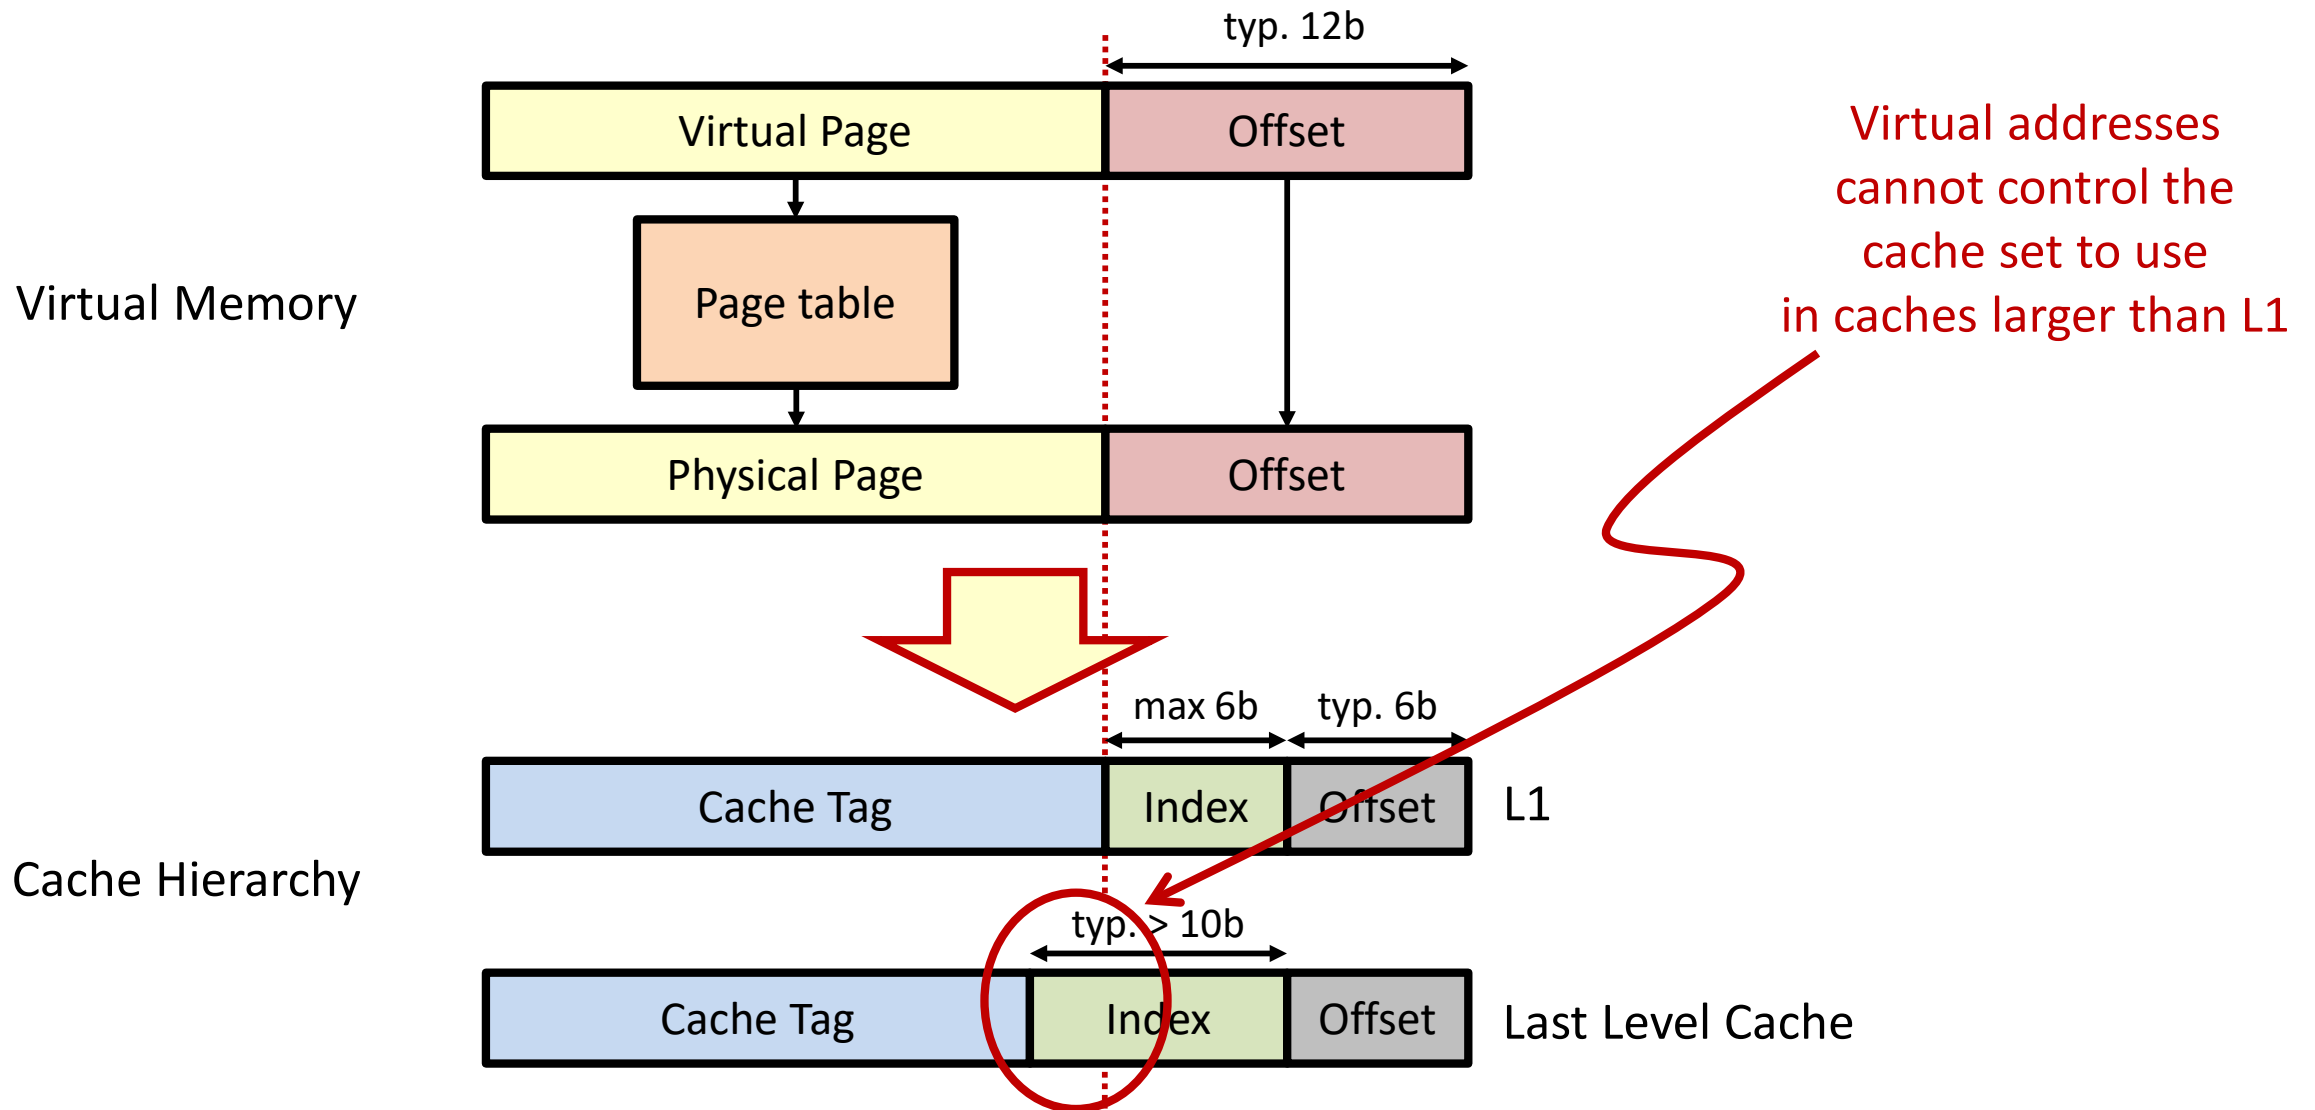 typ. 12b
Virtual Page
Offset
Virtual addresses
cannot control the
cache set to use
in caches larger than L1
Virtual Memory
Page table
Physical Page
Offset
max 6b
typ. 6b
Cache Tag
Index
Offset
L1
Cache Hierarchy
typ. > 10b
Cache Tag
Index
Offset
Last Level Cache